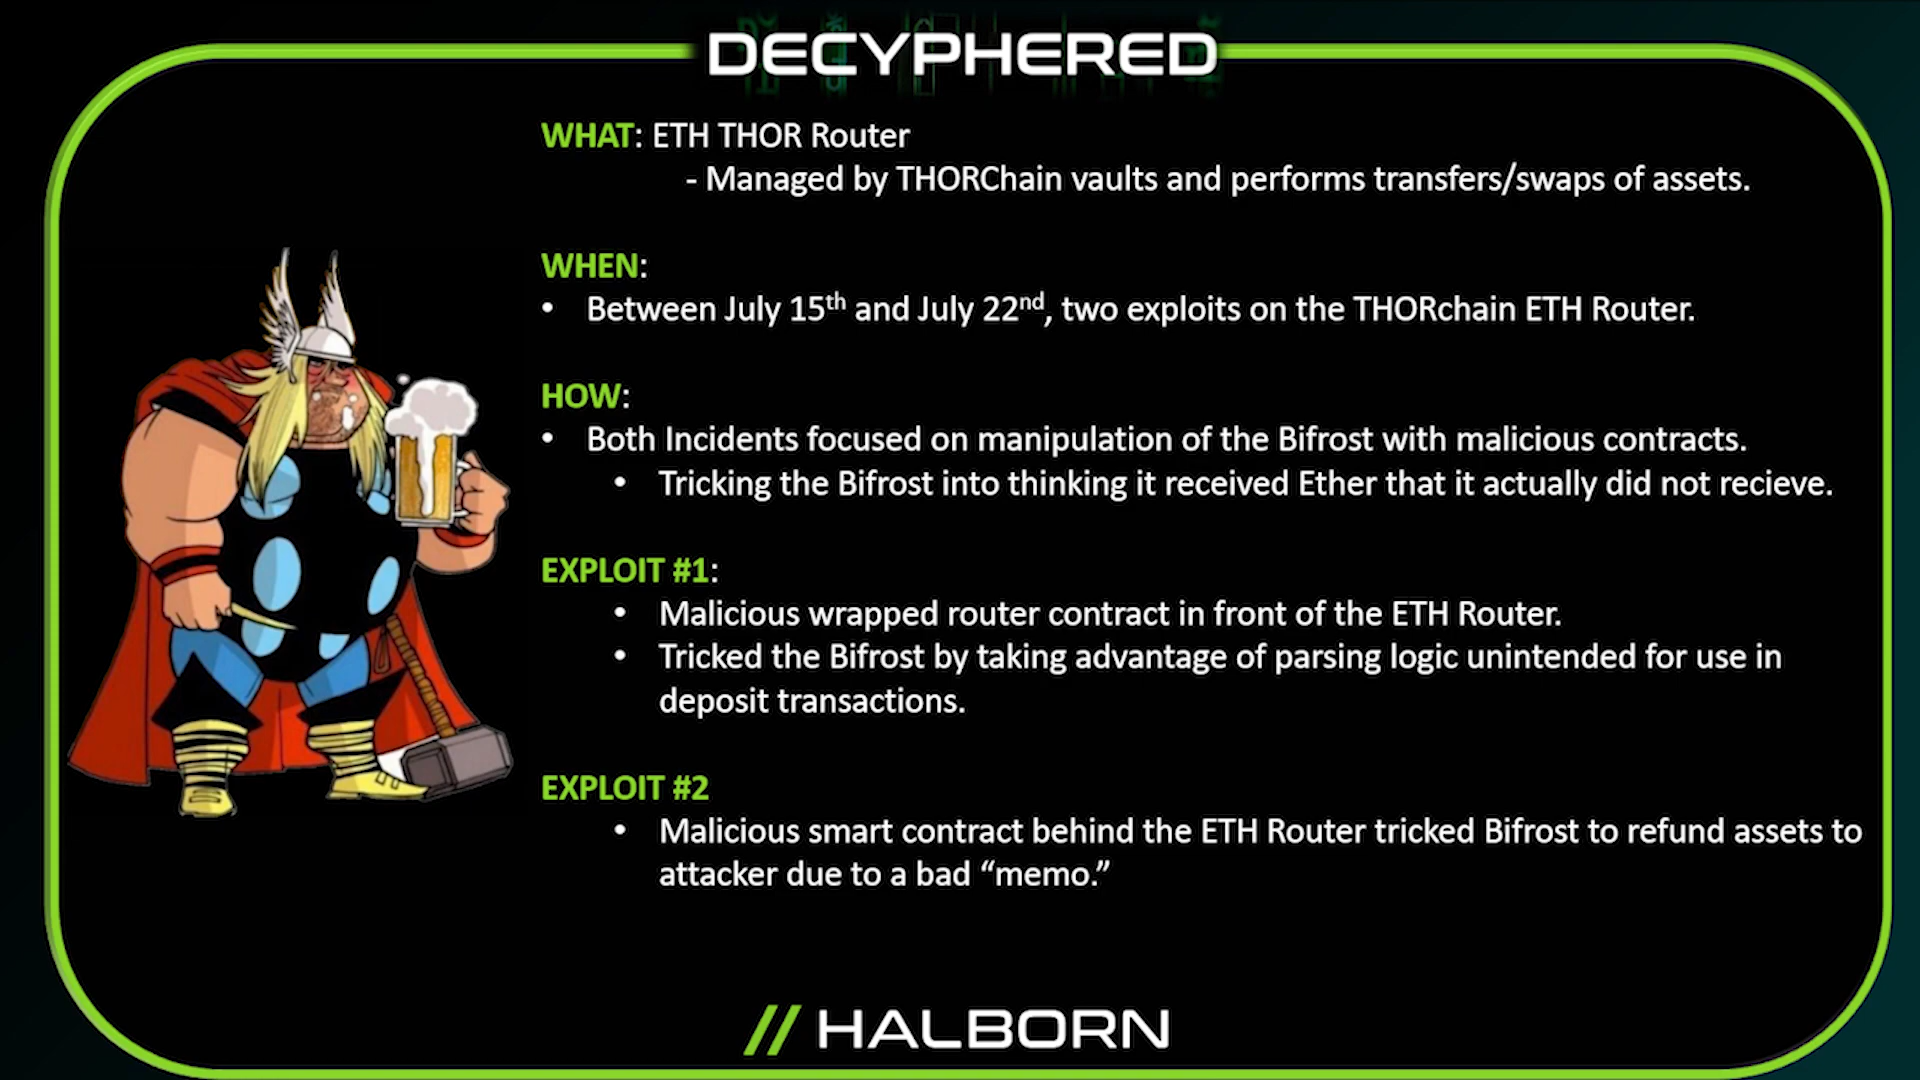 DECYPHERED
WHAT: ETH THOR Router
- Managed by THORChain vaults and performs transfers/swaps of assets.
WHEN:
• Between July 15th and July 22nd, two exploits on the THORchain ETH Router.
HOW:
• Both Incidents focused on manipulation of the Bifrost with malicious contracts.
• Tricking the Bifrost into thinking it received Ether that it actually did not recieve.
EXPLOIT #1:
• Malicious wrapped router contract in front of the ETH Router.
• Tricked the Bifrost by taking advantage of parsing logic unintended for use in
deposit transactions.
EXPLOIT #2
• Malicious smart contract behind the ETH Router tricked Bifrost to refund assets to
attacker due to a bad “memo.”
// HALBORN